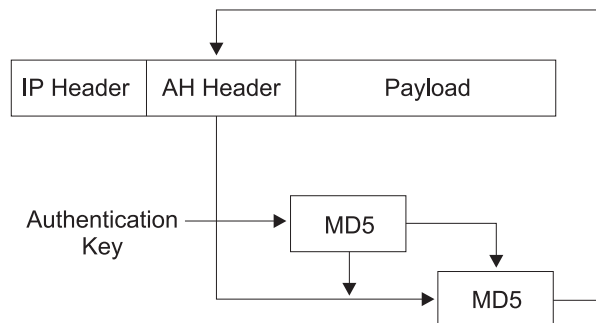 IP Header
AH Header
Payload
Authentication
Key
MD5
MD5